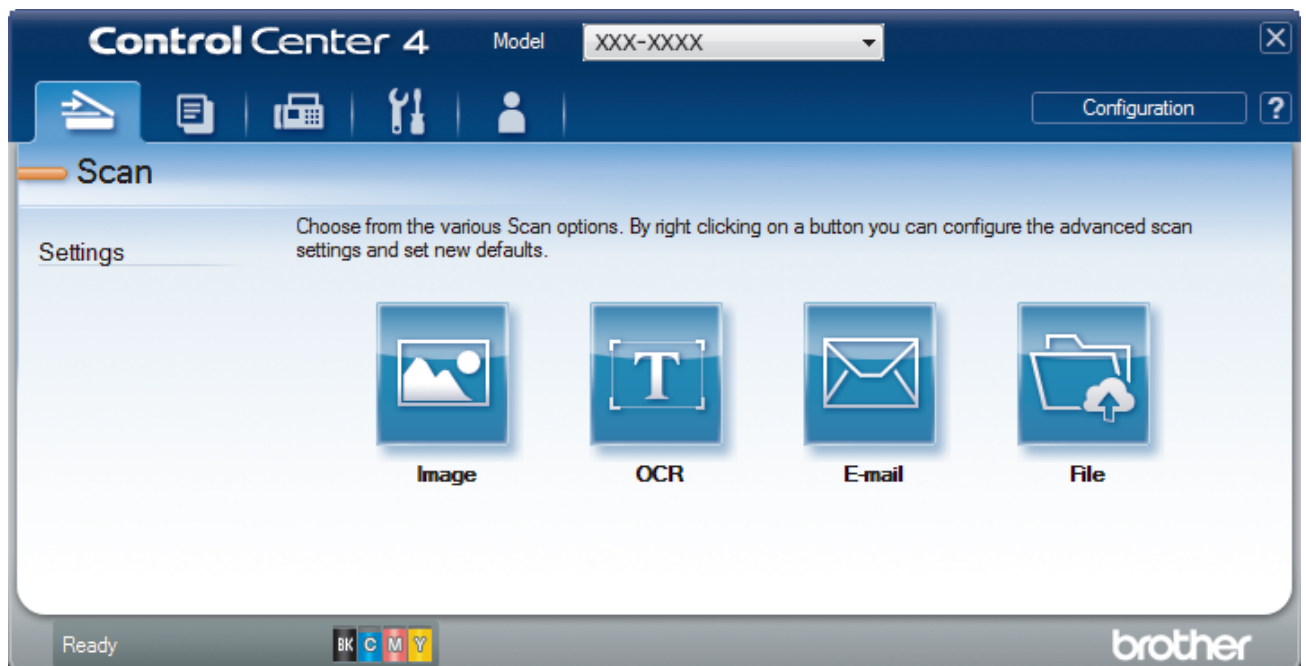 ControlCenter 4 Model XXX-XXXX
Configuration ?
Scan
Settings
Choose from the various Scan options. By right clicking on a button you can configure the advanced scan
settings and set new defaults.
T
Image OCR E-mail File
Ready BK C M Y brother